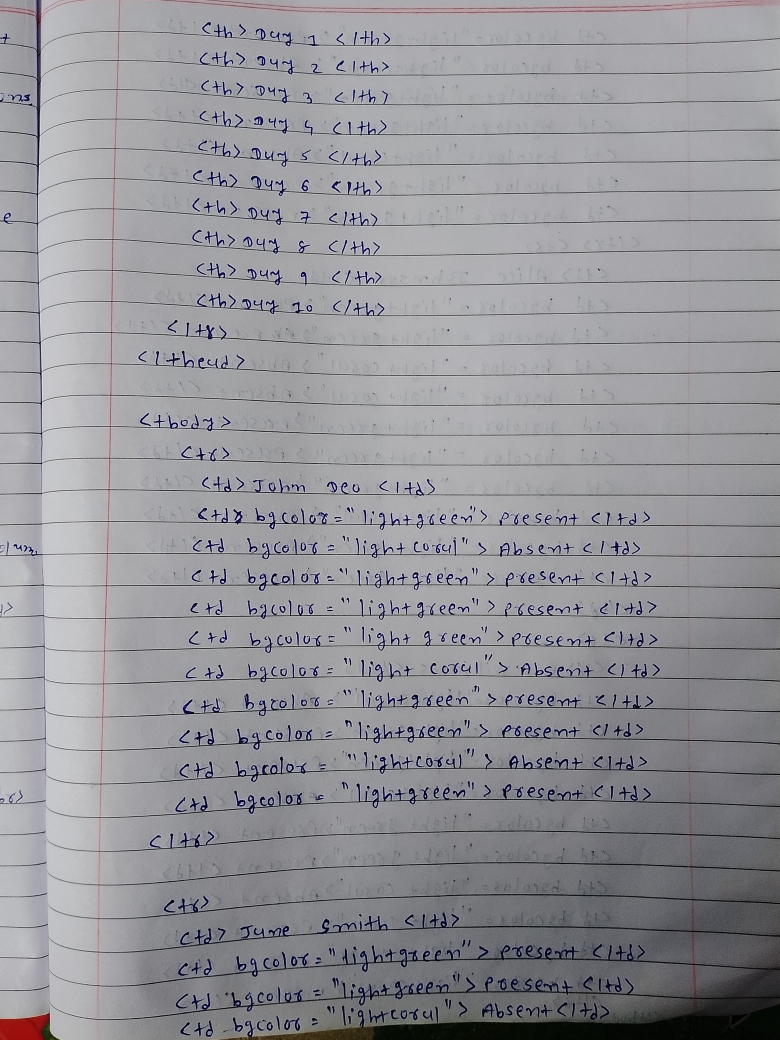 <th> Day 1 </th>
<th> Day 2 </th>
<th> Day 3 </th>
<th> Day 4 </th>
<th> Day 5 </th>
<th> Day 6 </th>
<th> Day 7 </th>
<th> Day 8 </th>
<th> Day 9 </th>
<th> Day 10 </th>
</tr>
</thead>
<tbody>
<tr>
<td> John Deo </td>
<td bgcolor="lightgreen"> present </td>
<td bgcolor="light coral"> Absent </td>
<td bgcolor="lightgreen"> present </td>
<td bgcolor="lightgreen"> present </td>
<td bgcolor="light green"> present </td>
<td bgcolor="light coral"> Absent </td>
<td bgcolor="lightgreen"> present </td>
<td bgcolor="lightgreen"> present </td>
<td bgcolor="lightcoral"> Absent </td>
<td bgcolor="lightgreen"> present </td>
</tr>
<tr>
<td> Jane Smith </td>
<td bgcolor="lightgreen"> present </td>
<td bgcolor="lightgreen"> present </td>
<td bgcolor="lightcoral"> Absent </td>